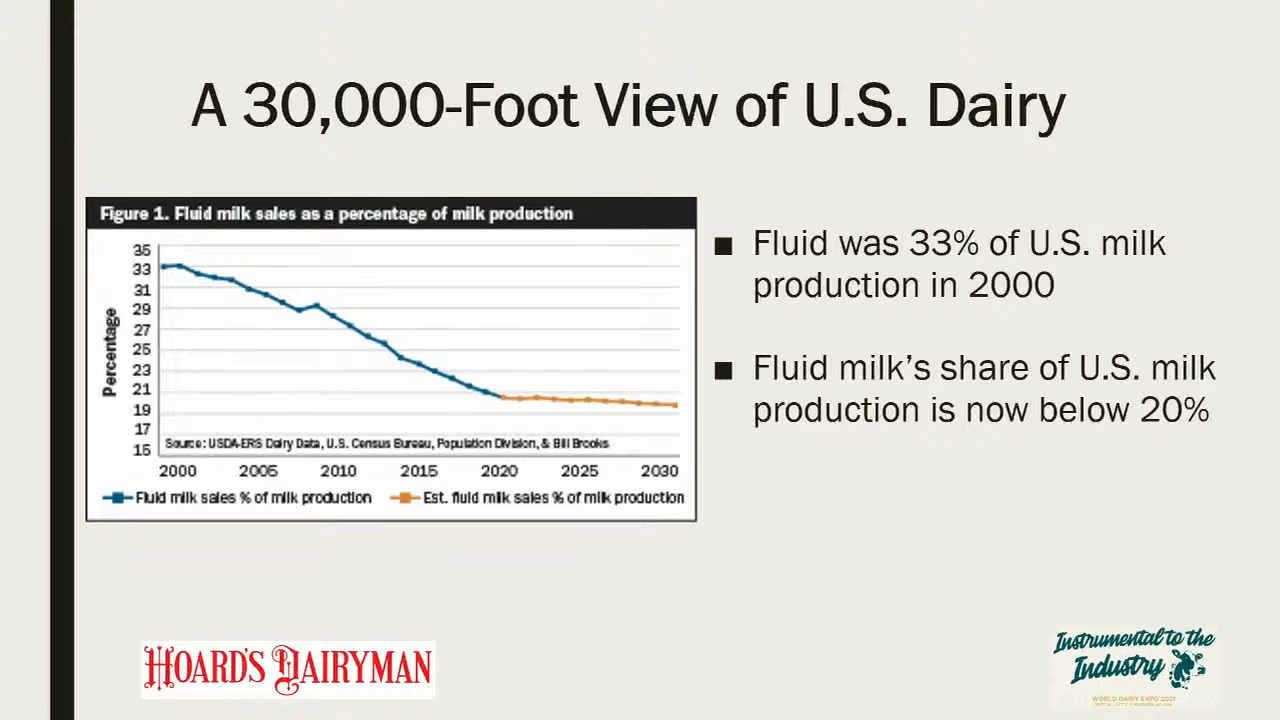 A 30,000-Foot View of U.S. Dairy
Figure 1. Fluid milk sales as a percentage of milk production
Percentage
35
33
31
29
27
25
23
21
19
17
15
Source: USDA-ERS Dairy Data, U.S. Census Bureau, Population Division, & Bill Brooks
2000 2005 2010 2015 2020 2025 2030
Fluid milk sales % of milk production Est. fluid milk sales % of milk production
■ Fluid was 33% of U.S. milk
production in 2000
■ Fluid milk’s share of U.S. milk
production is now below 20%
HOARD'S DAIRYMAN
Instrumental to the
Industry
WORLD DAIRY EXPO 2021